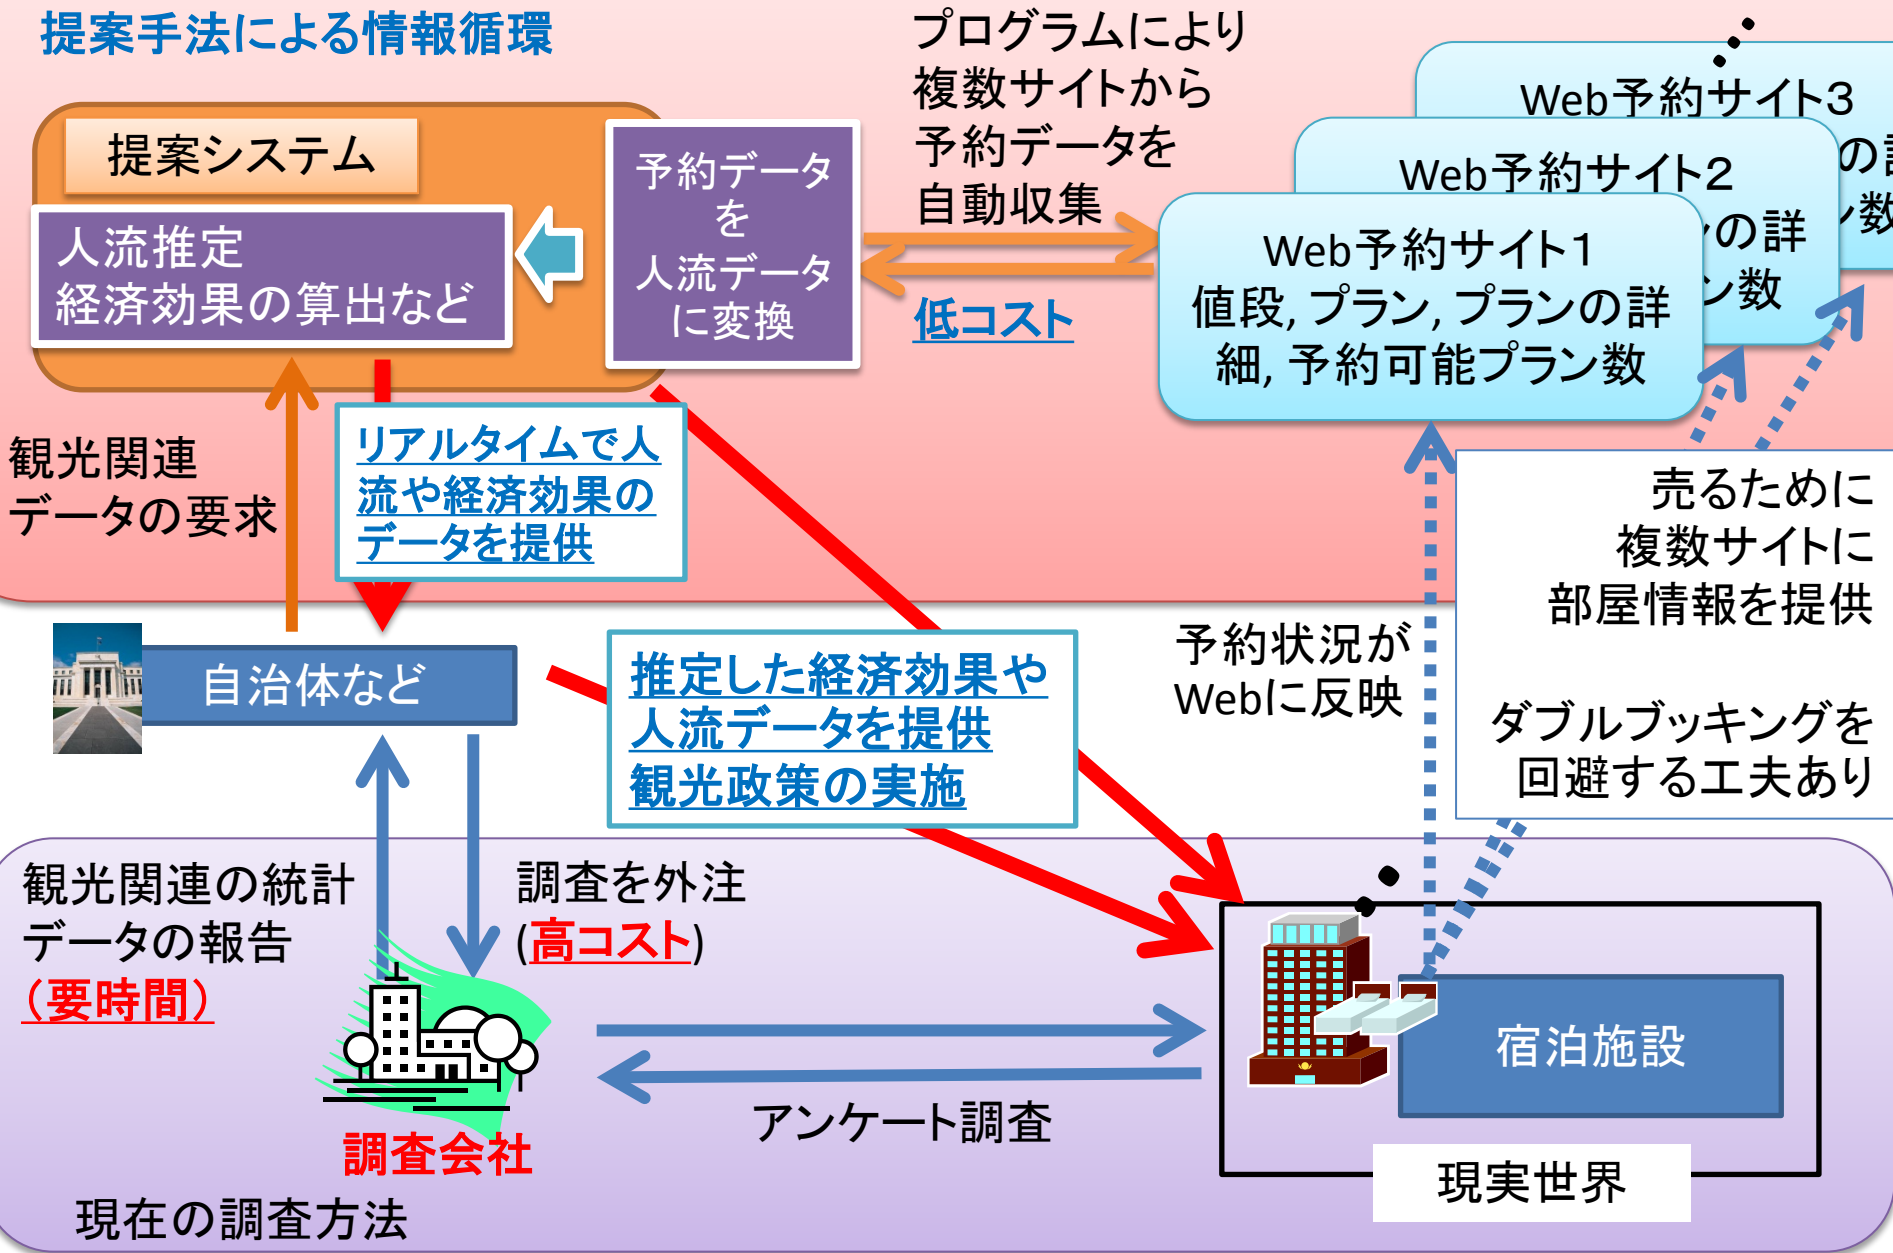 提案手法による情報循環
プログラムにより
複数サイトから
予約データを
自動収集
低コスト
Web予約サイト3
の
数
Web予約サイト2
の詳
ン数
Web予約サイト1
値段, プラン, プランの詳
細, 予約可能プラン数
提案システム
人流推定
経済効果の算出など
予約データ
を
人流データ
に変換
観光関連
データの要求
リアルタイムで人
流や経済効果の
データを提供
売るために
複数サイトに
部屋情報を提供
ダブルブッキングを
回避する工夫あり
予約状況が
Webに反映
自治体など
推定した経済効果や
人流データを提供
観光政策の実施
観光関連の統計
データの報告
（要時間）
調査を外注
(高コスト)
調査会社
アンケート調査
宿泊施設
現実世界
現在の調査方法